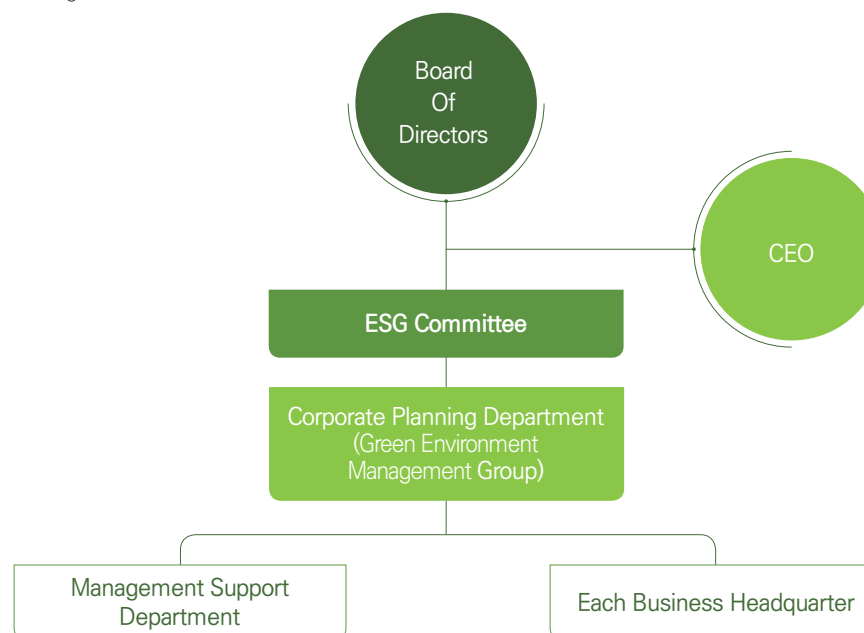 Board
Of
Directors
CEO
ESG Committee
Corporate Planning Department
(Green Environment
Management Group)
Management Support
Department
Each Business Headquarter